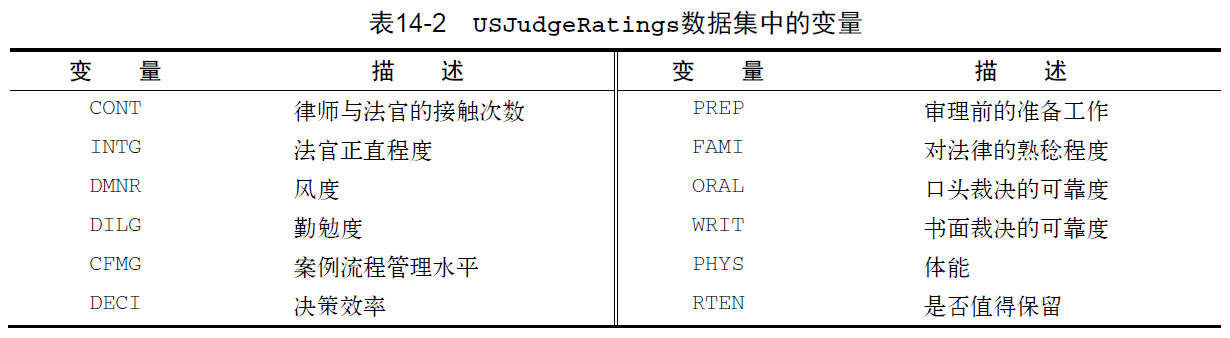 表14-2 USJudgeRatings数据集中的变量
变 量 描 述 变 量 描 述
CONT 律师与法官的接触次数 PREP 审理前的准备工作
INTG 法官正直程度 FAMI 对法律的熟稔程度
DMNR 风度 ORAL 口头裁决的可靠度
DILG 勤勉度 WRIT 书面裁决的可靠度
CFMG 案例流程管理水平 PHYS 体能
DECI 决策效率 RTEN 是否值得保留